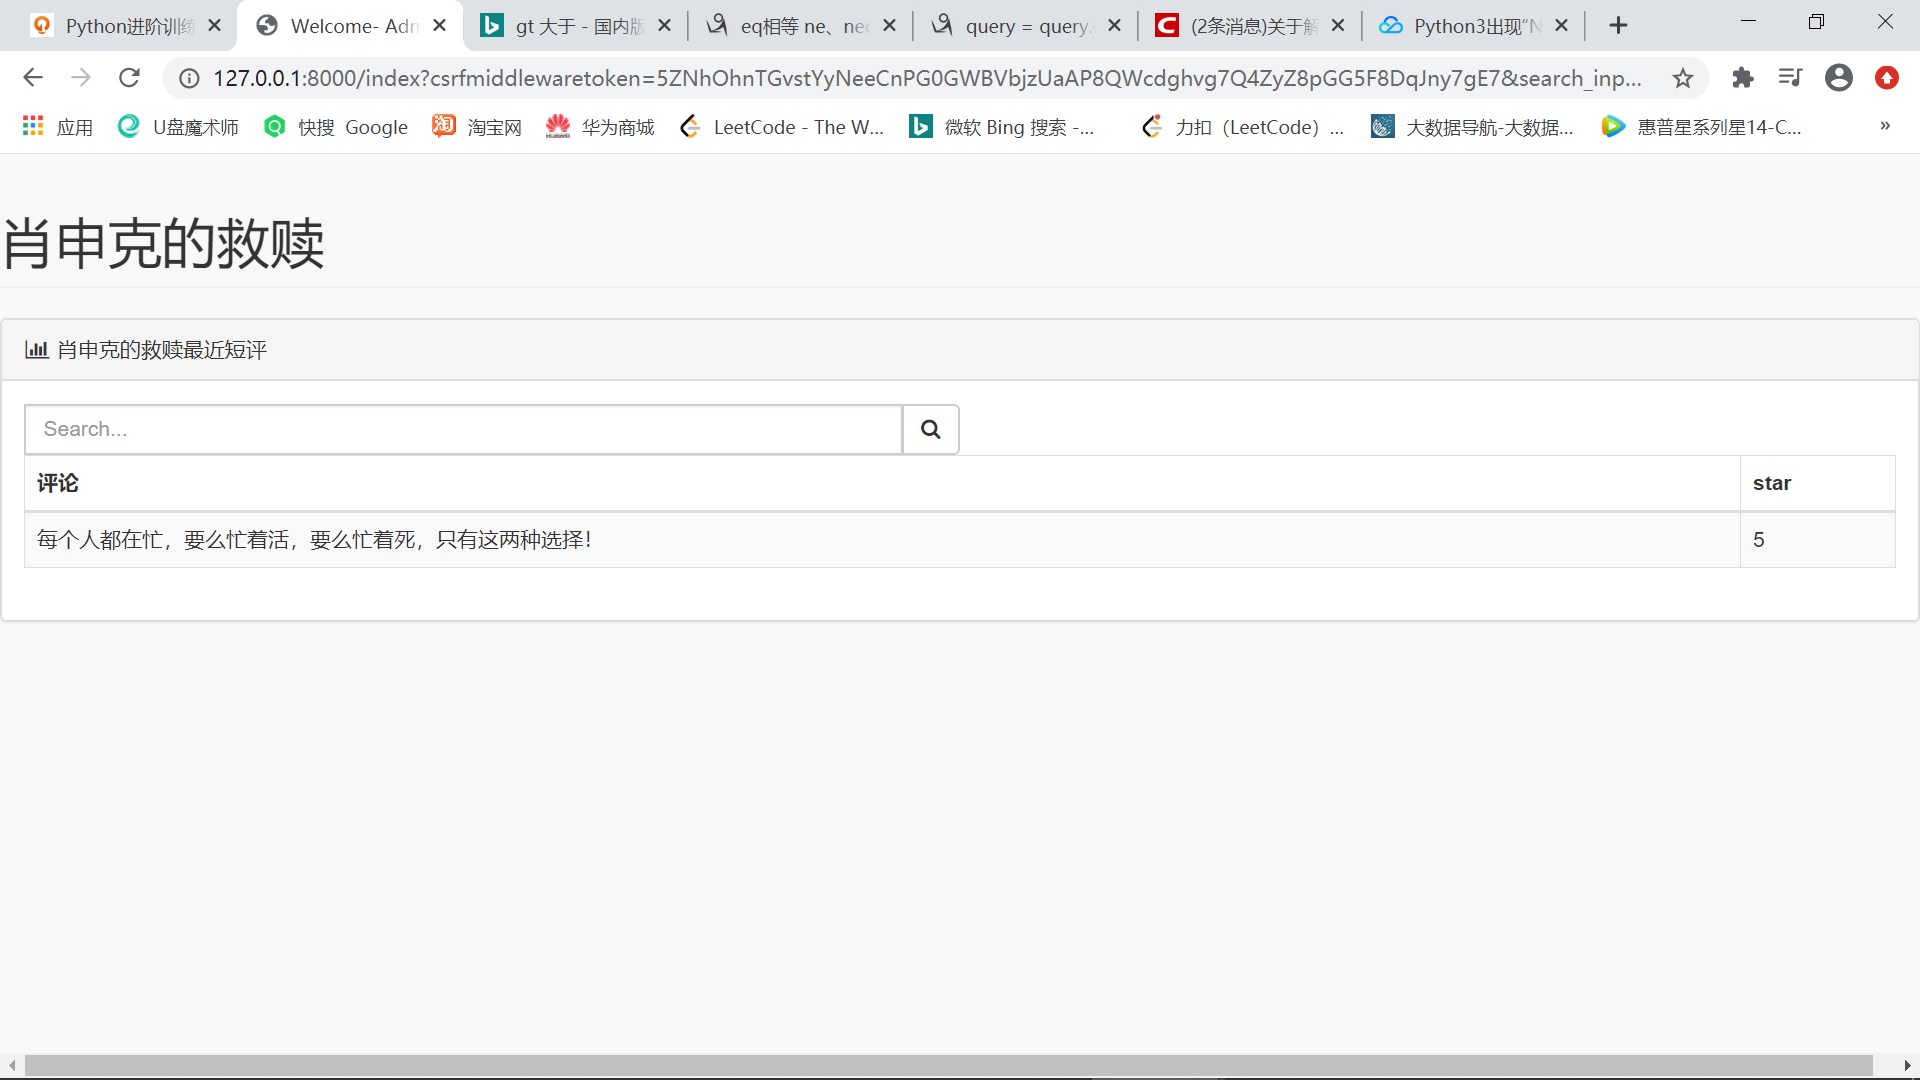 Python进阶训练
Welcome- Adm
gt 大于 - 国内版
eq相等 ne、neq
query = query.
(2条消息)关于解
Python3出现“N
127.0.0.1:8000/index?csrfmiddlewaretoken=5ZNhOhnTGvstYyNeeCnPG0GWBVbjzUaAP8QWcdghvg7Q4ZyZ8pGG5F8DqJny7gE7&search_inp...
应用
U盘魔术师
快搜
Google
淘宝网
华为商城
LeetCode - The W...
微软 Bing 搜索 -...
力扣（LeetCode）...
大数据导航-大数据...
惠普星系列星14-C...
»
肖申克的救赎
肖申克的救赎最近短评
Search...
评论 star
每个人都在忙，要么忙着活，要么忙着死，只有这两种选择！ 5